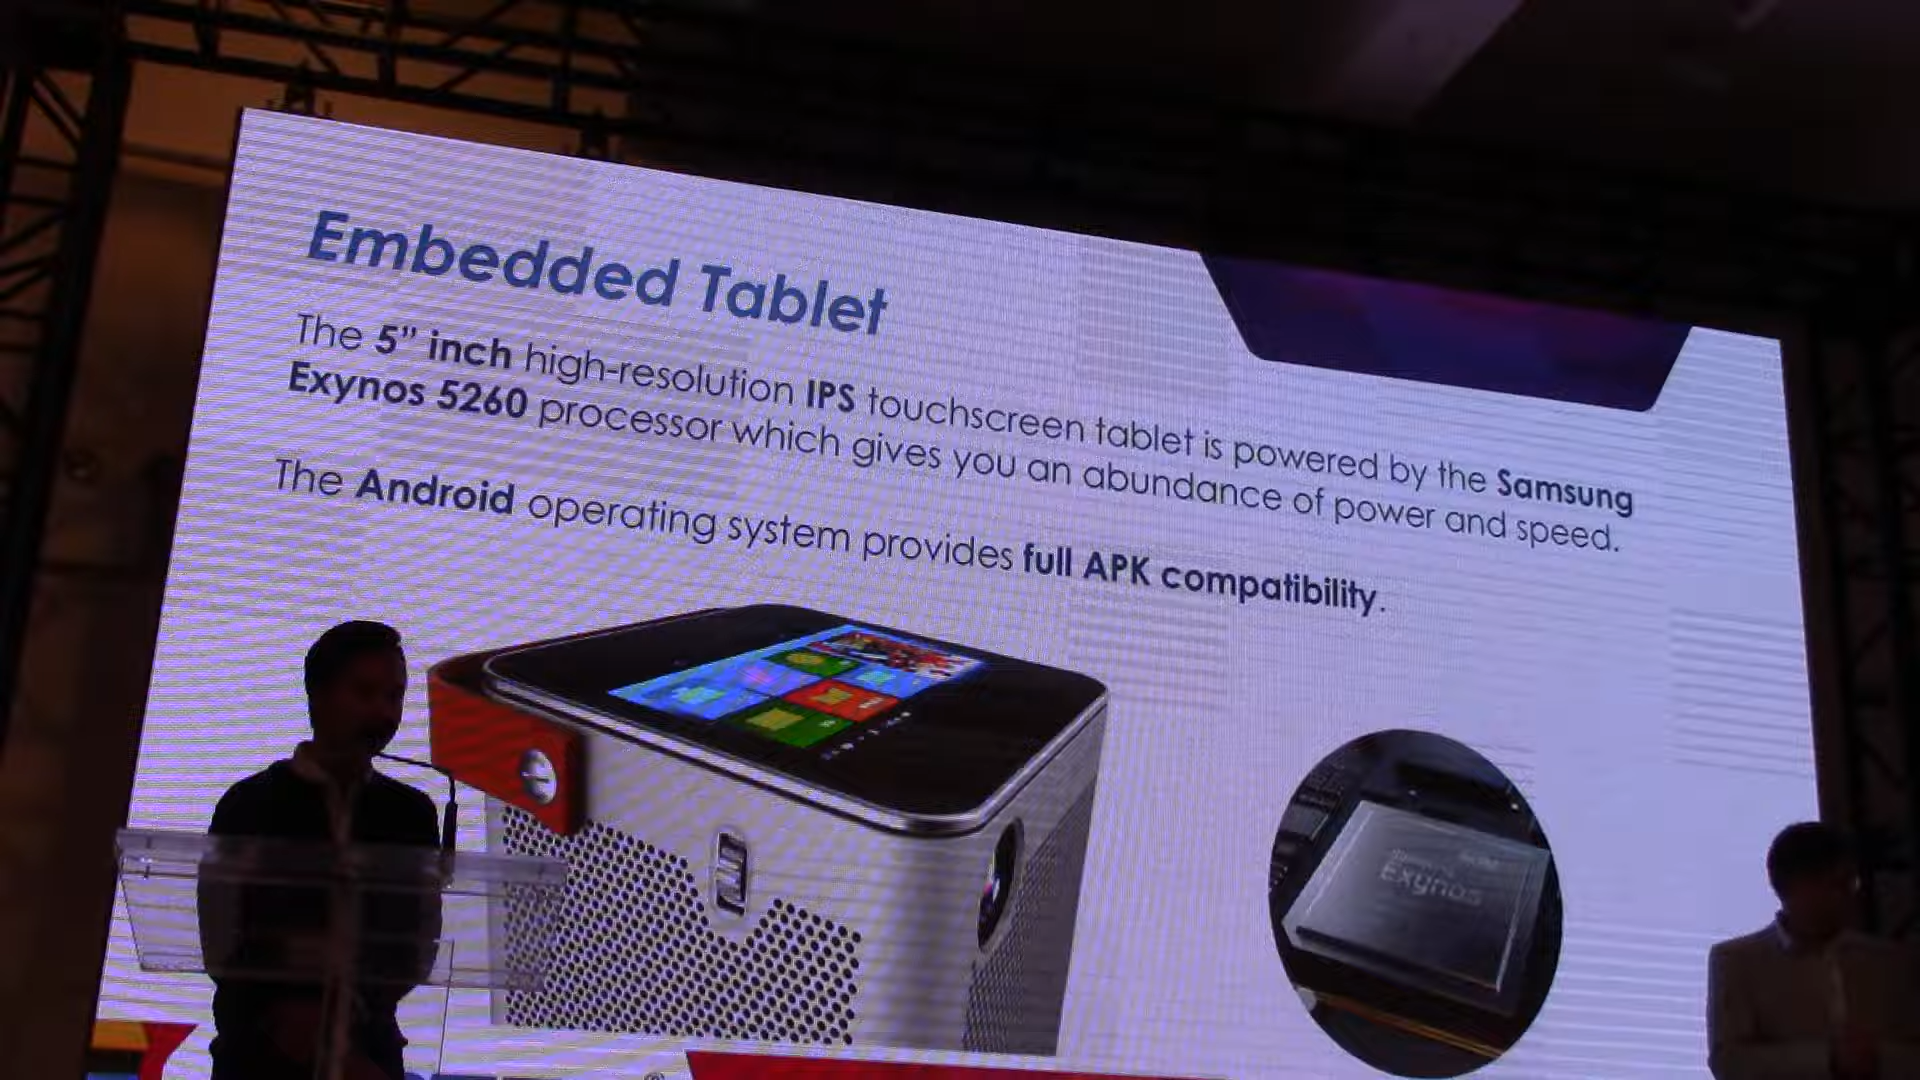 Embedded Tablet
The 5" inch high-resolution IPS touchscreen tablet is powered by the Samsung
Exynos 5260 processor which gives you an abundance of power and speed.
The Android operating system provides full APK compatibility.
Exynos